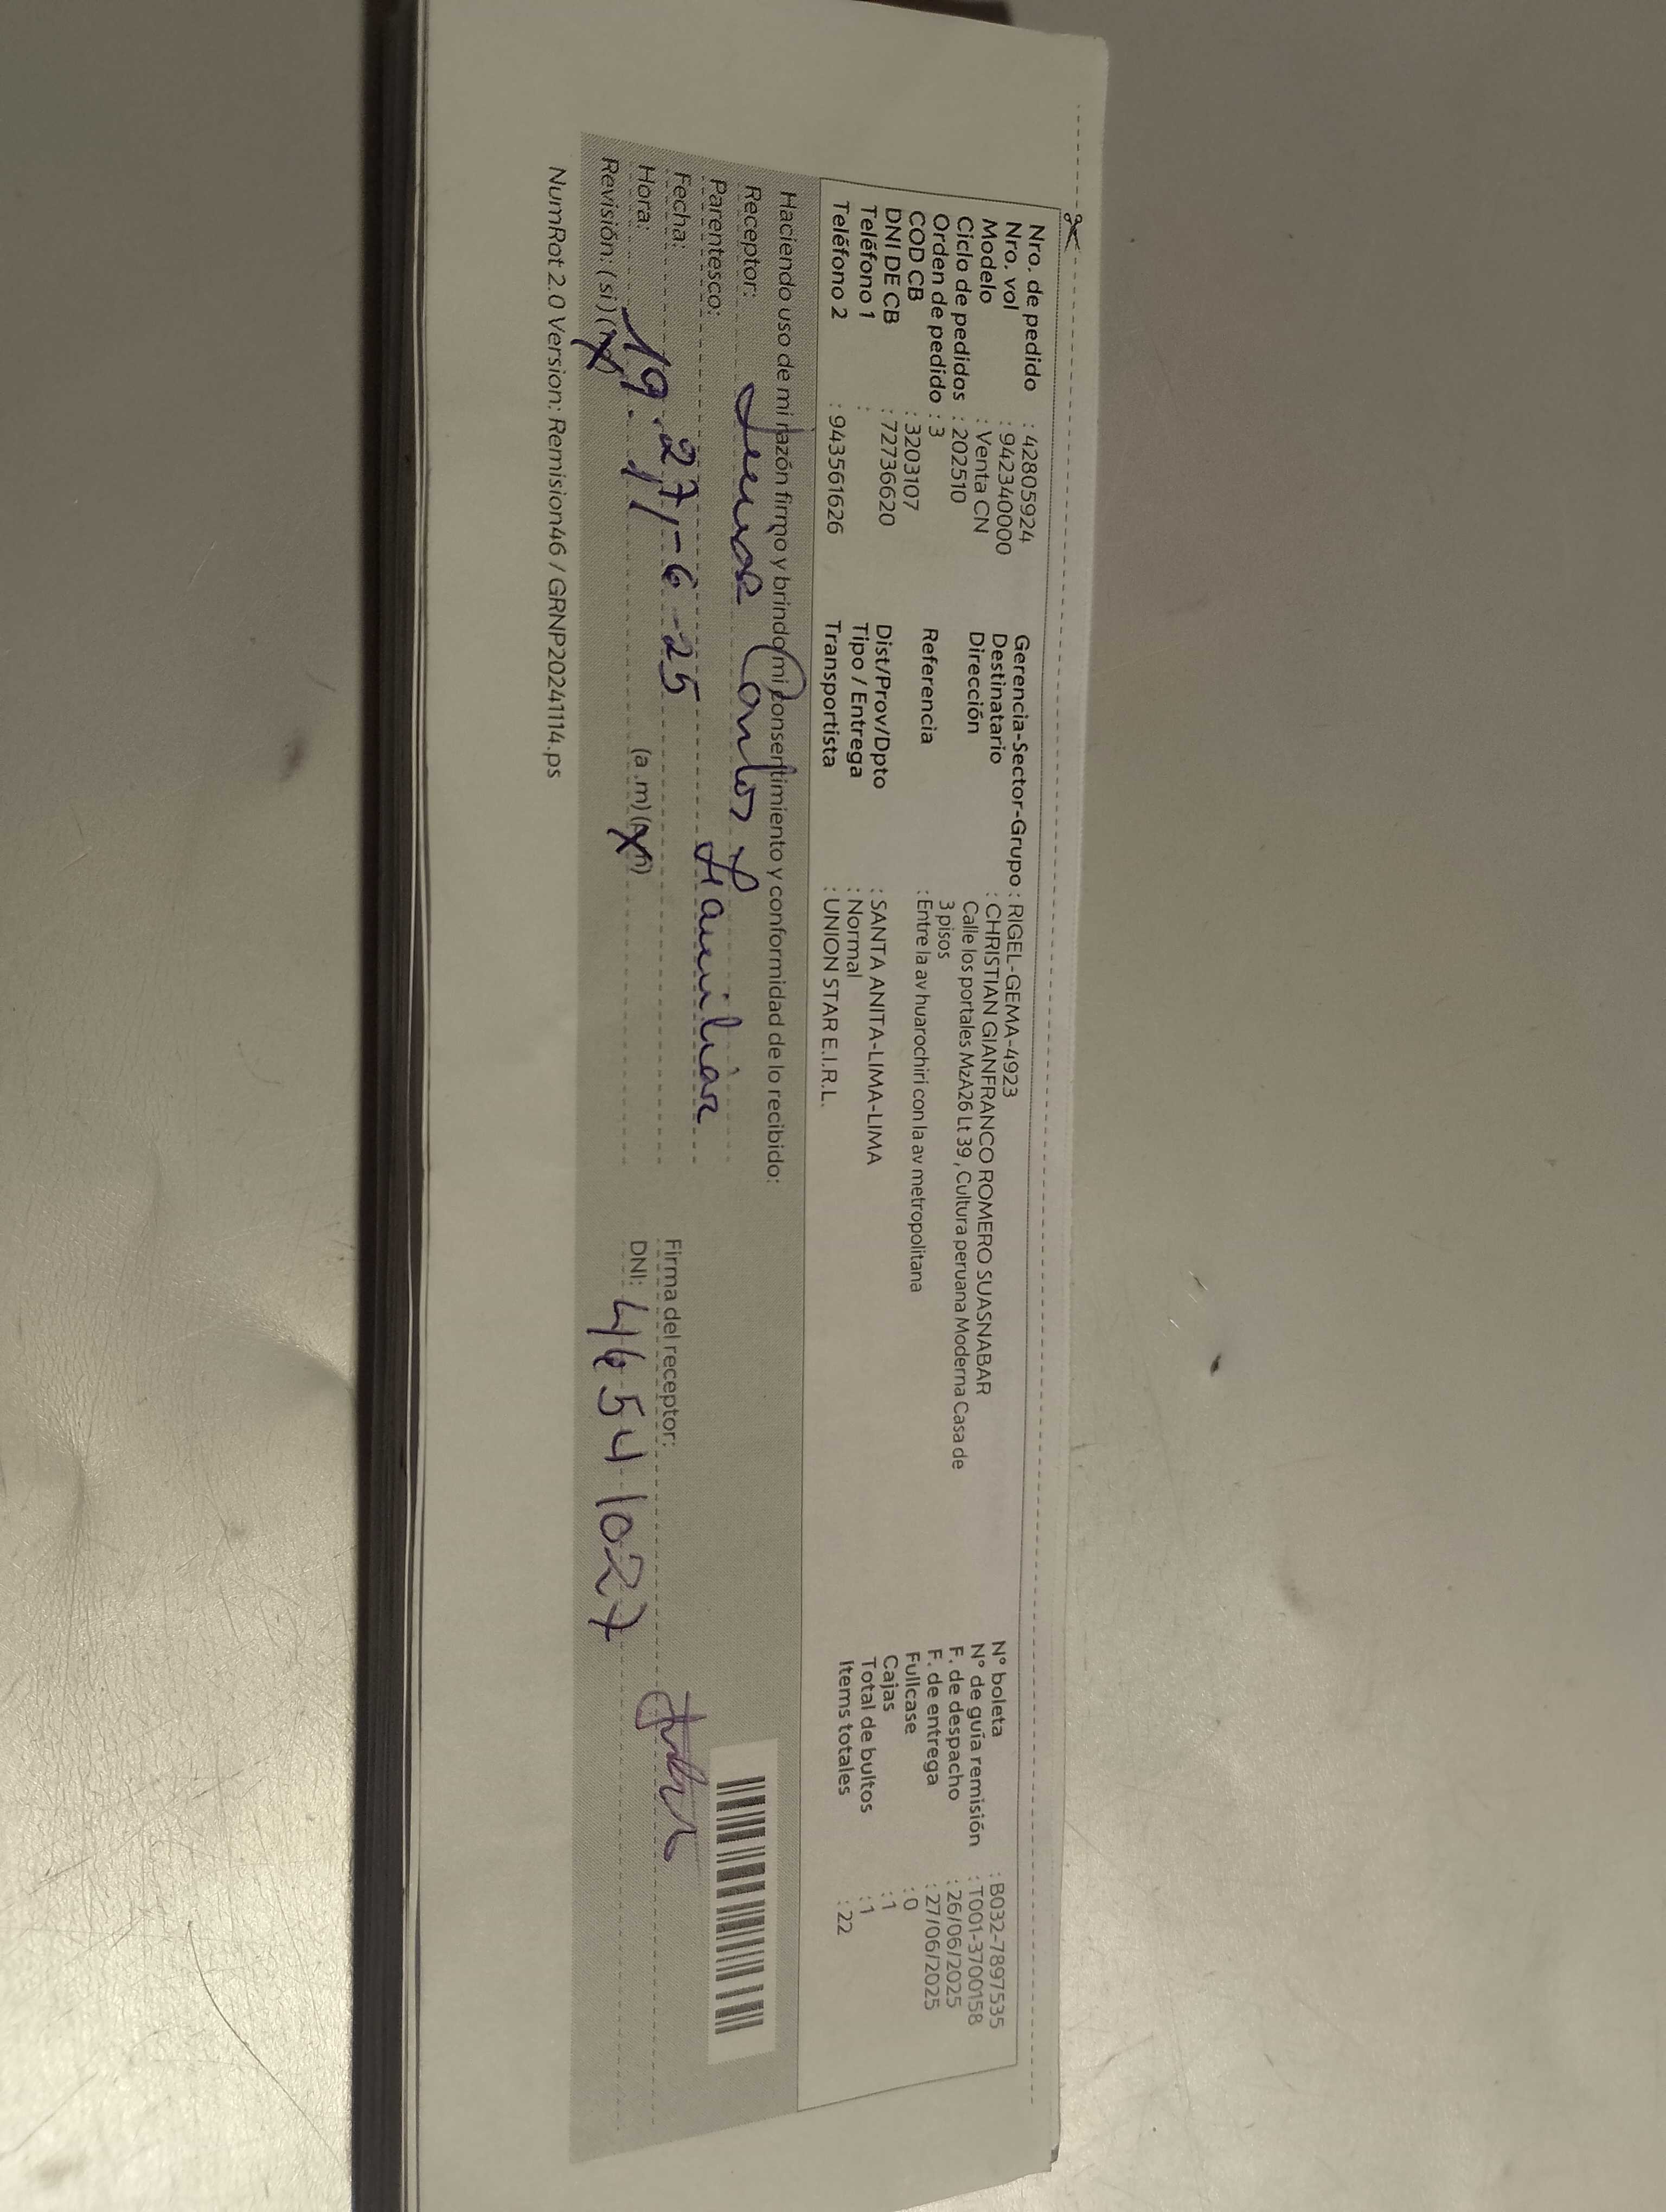 Nro. de pedido : 42805924
Nro. vol : 942340000
Modelo : Venta CN
Ciclo de pedidos : 202510
Orden de pedido : 3
COD CB : 3203107
DNI DE CB : 72736620
Teléfono 1 :
Teléfono 2 : 943561626
Gerencia-Sector-Grupo : RIGEL-GEMA-4923
Destinatario : CHRISTIAN GIANFRANCO ROMERO SUASNABAR
Dirección Calle los portales MzA26 Lt 39 , Cultura peruana Moderna Casa de
3 pisos
Referencia : Entre la av huarochiri con la av metropolitana
Dist/Prov/Dpto : SANTA ANITA-LIMA-LIMA
Tipo / Entrega : Normal
Transportista : UNION STAR E.I.R.L.
N° boleta : B032-7897535
N° de guía remisión : T001-3700158
F. de despacho : 26/06/2025
F. de entrega : 27/06/2025
Fullcase : 0
Cajas : 1
Total de bultos : 1
Items totales : 22
Haciendo uso de mi razón firmo y brindo mi consentimiento y conformidad de lo recibido:
Receptor: Carlos
Parentesco: Familiar
Fecha: 27-6-25
Hora: 19. (a.m)
Revisión: (si)
Firma del receptor:
DNI: 46541027
NumRot 2.0 Version: Remision46 / GRNP20241114.ps